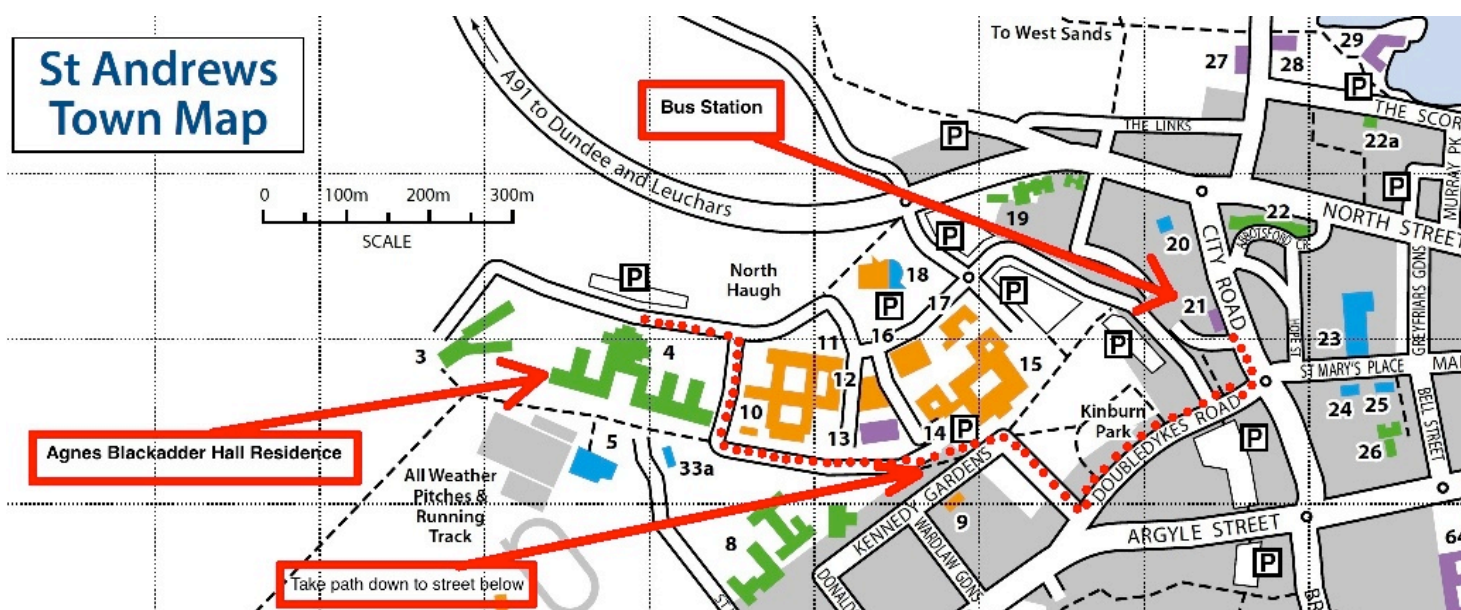 St Andrews
Town Map
A91 to Dundee and Leuchars
0 100m 200m 300m
SCALE
Bus Station
To West Sands
27
28
29
P
P
THE SCOR
THE LINKS
22a
MURRAY PK
P
19
20
22
NORTH STREET
ABBOTSFORD CR
CITY ROAD
P
North
Haugh
P
18
P
17
P
21
HOPE ST
23
GREYFRIARS GDNS
3
4
11
16
15
P
12
10
ST MARY'S PLACE
MA
24
25
BELL STREET
Kinburn
Park
DOUBLEDYKES ROAD
13
14
P
P
26
Agnes Blackadder Hall Residence
5
33a
All Weather
Pitches &
Running
Track
KENNEDY GARDENS
9
WARDLAW GDNS
ARGYLE STREET
P
64
8
Take path down to street below
DONALD
ST
BR